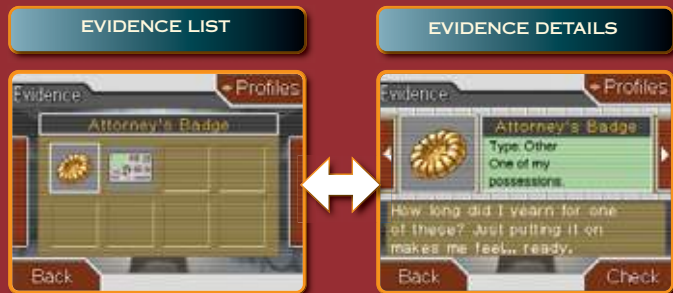 EVIDENCE LIST
Evidence
Profiles
Attorney's Badge
Back
EVIDENCE DETAILS
Evidence
Profiles
Attorney's Badge
Type: Other
One of my
possessions.
How long did I yearn for one
of these? Just putting it on
makes me feel... ready.
Back
Check